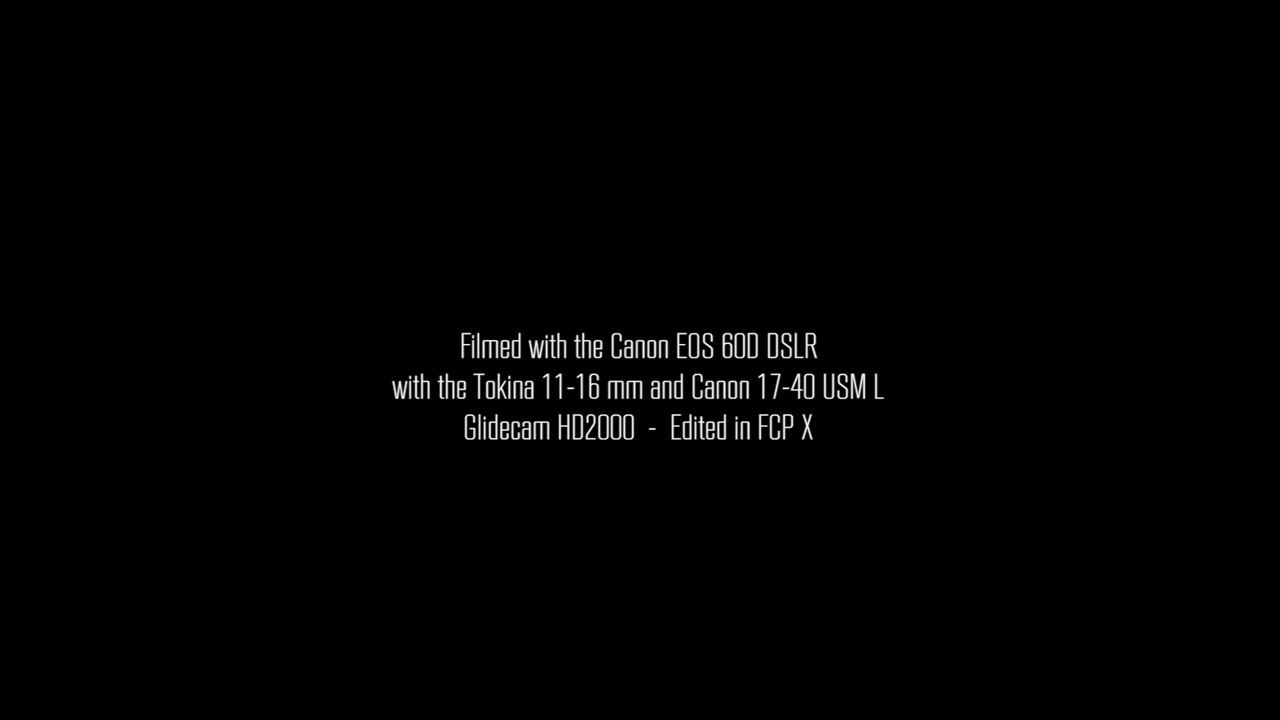 Filmed with the Canon EOS 60D DSLR
with the Tokina 11-16 mm and Canon 17-40 USM L
Glidecam HD2000 - Edited in FCP X